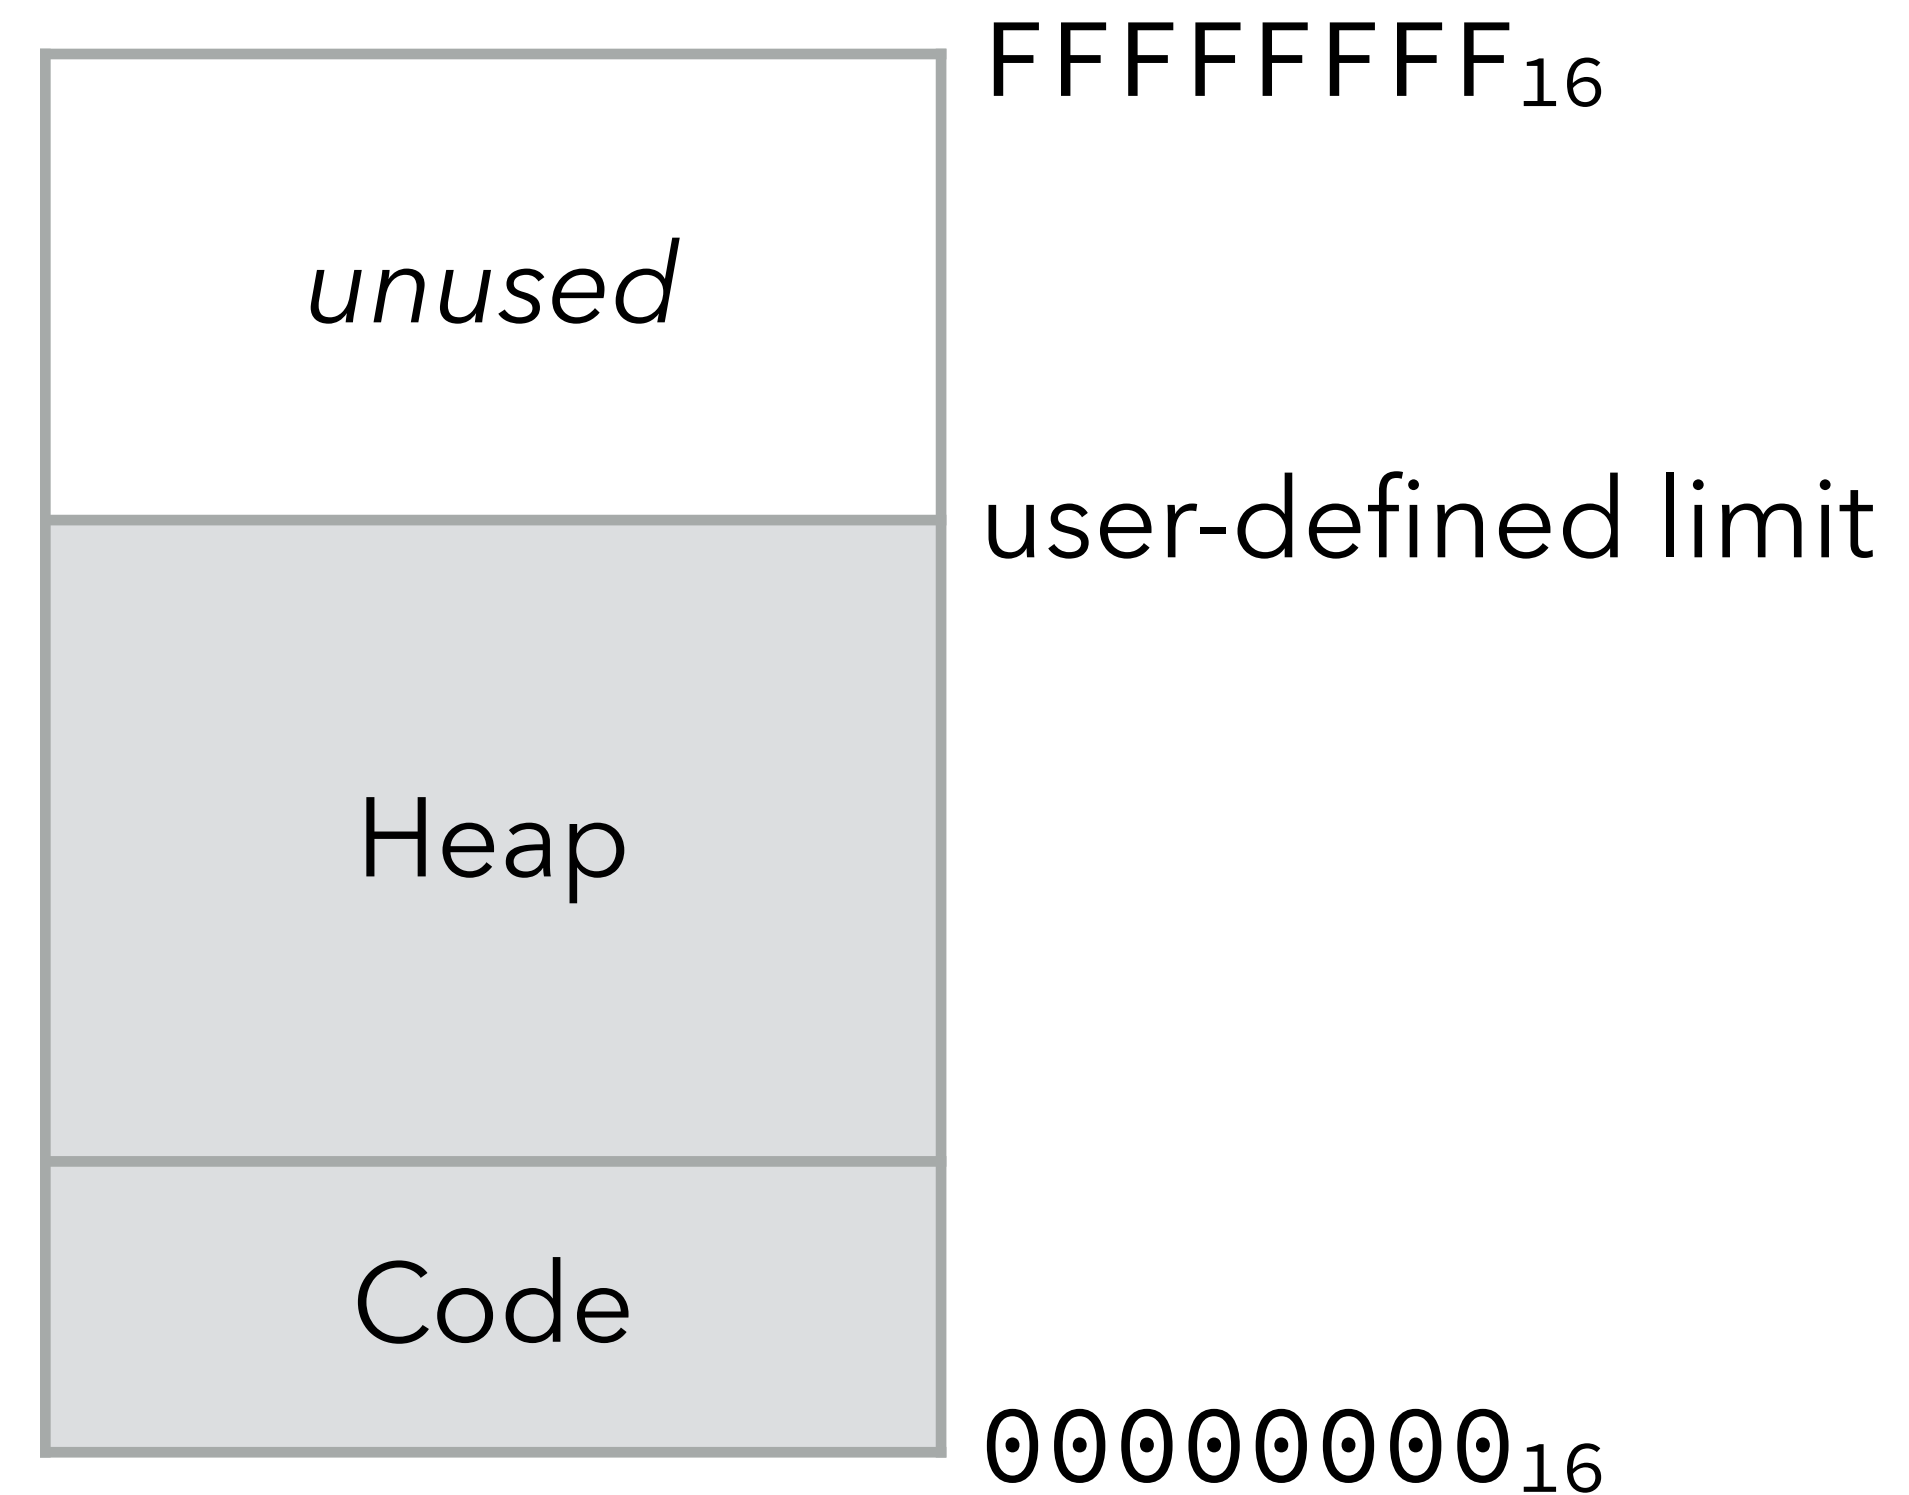 FFFFFFFF₁₆
unused
user-defined limit
Heap
Code
00000000₁₆